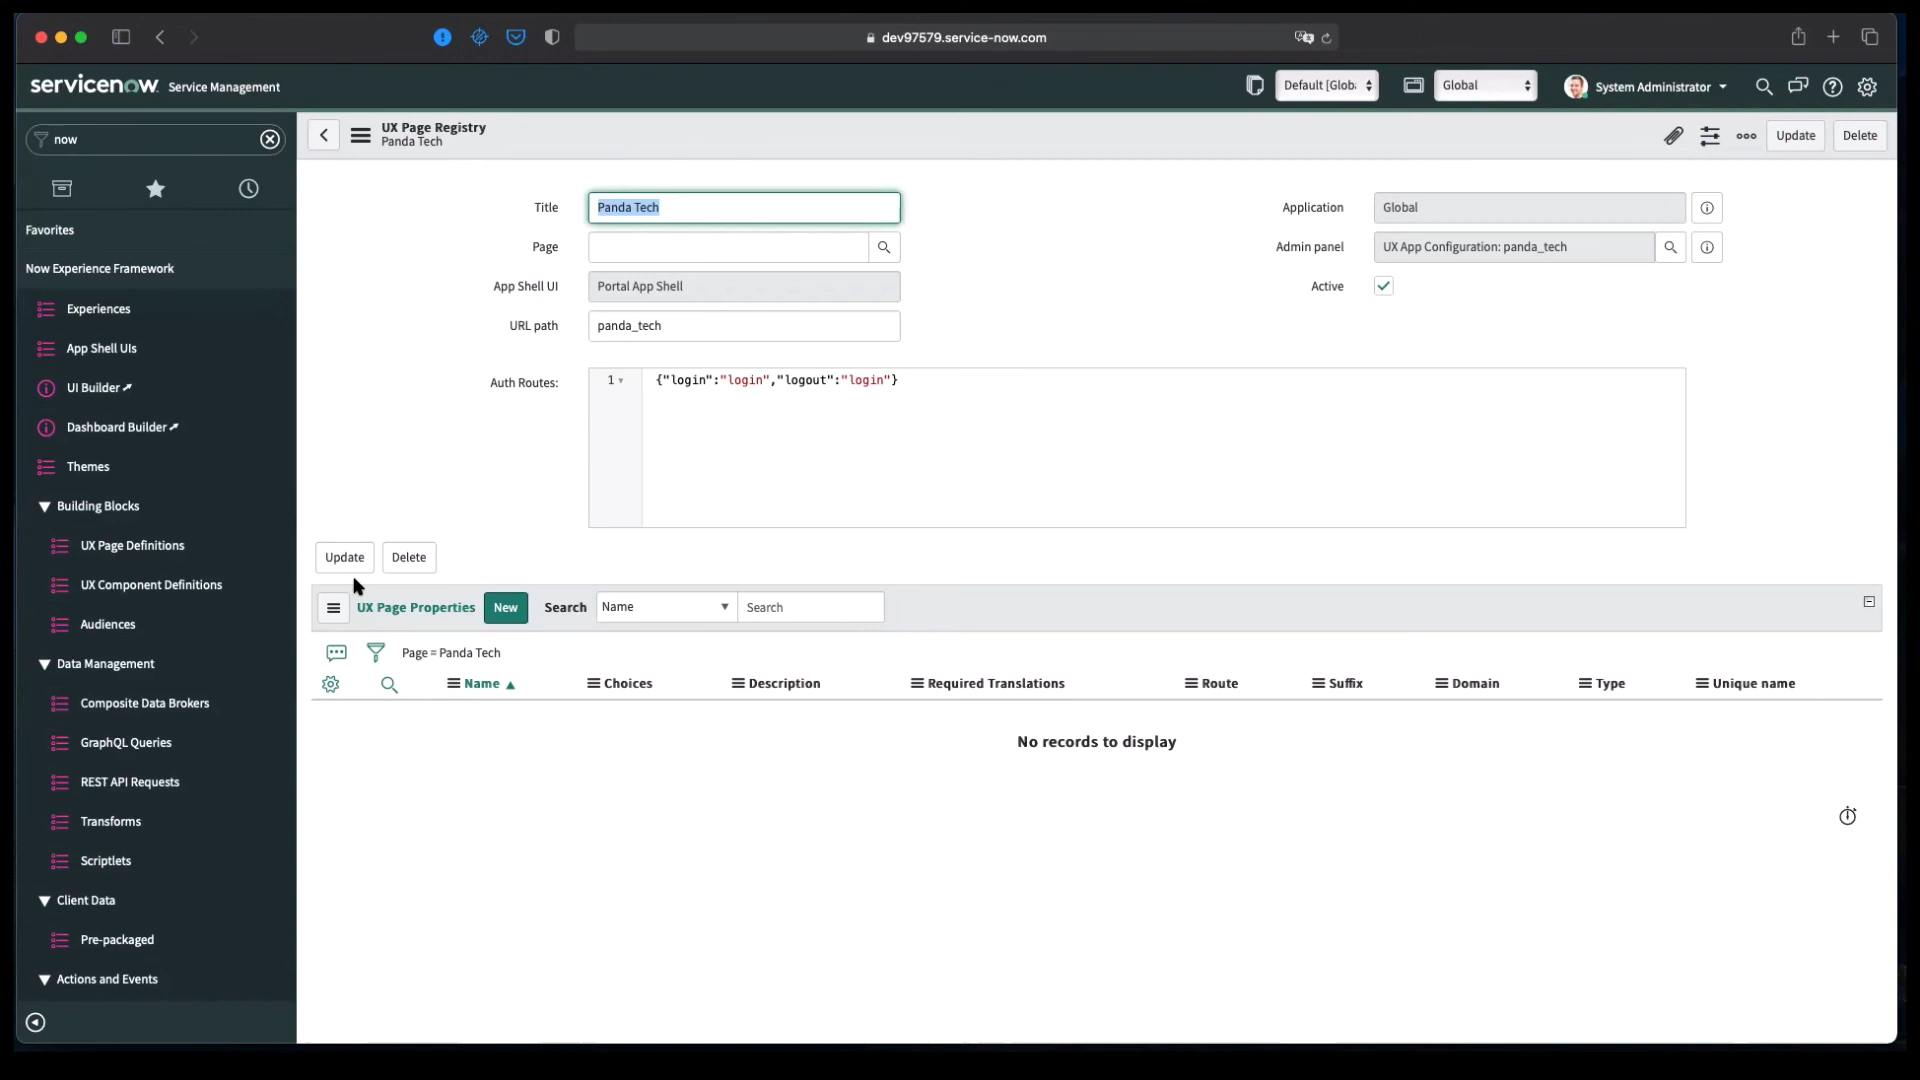 dev97579.service-now.com
servicenow Service Management
Default [Globa
Global
System Administrator
now
UX Page Registry
Panda Tech
Update
Delete
Favorites
Now Experience Framework
Experiences
App Shell UIs
UI Builder
Dashboard Builder
Themes
Building Blocks
UX Page Definitions
UX Component Definitions
Audiences
Data Management
Composite Data Brokers
GraphQL Queries
REST API Requests
Transforms
Scriptlets
Client Data
Pre-packaged
Actions and Events
Title
Panda Tech
Page
App Shell UI
Portal App Shell
URL path
panda_tech
Application
Global
Admin panel
UX App Configuration: panda_tech
Active
Auth Routes:
1
{"login":"login","logout":"login"}
Update
Delete
UX Page Properties
New
Search
Name
Search
Page = Panda Tech
Name
Choices
Description
Required Translations
Route
Suffix
Domain
Type
Unique name
No records to display